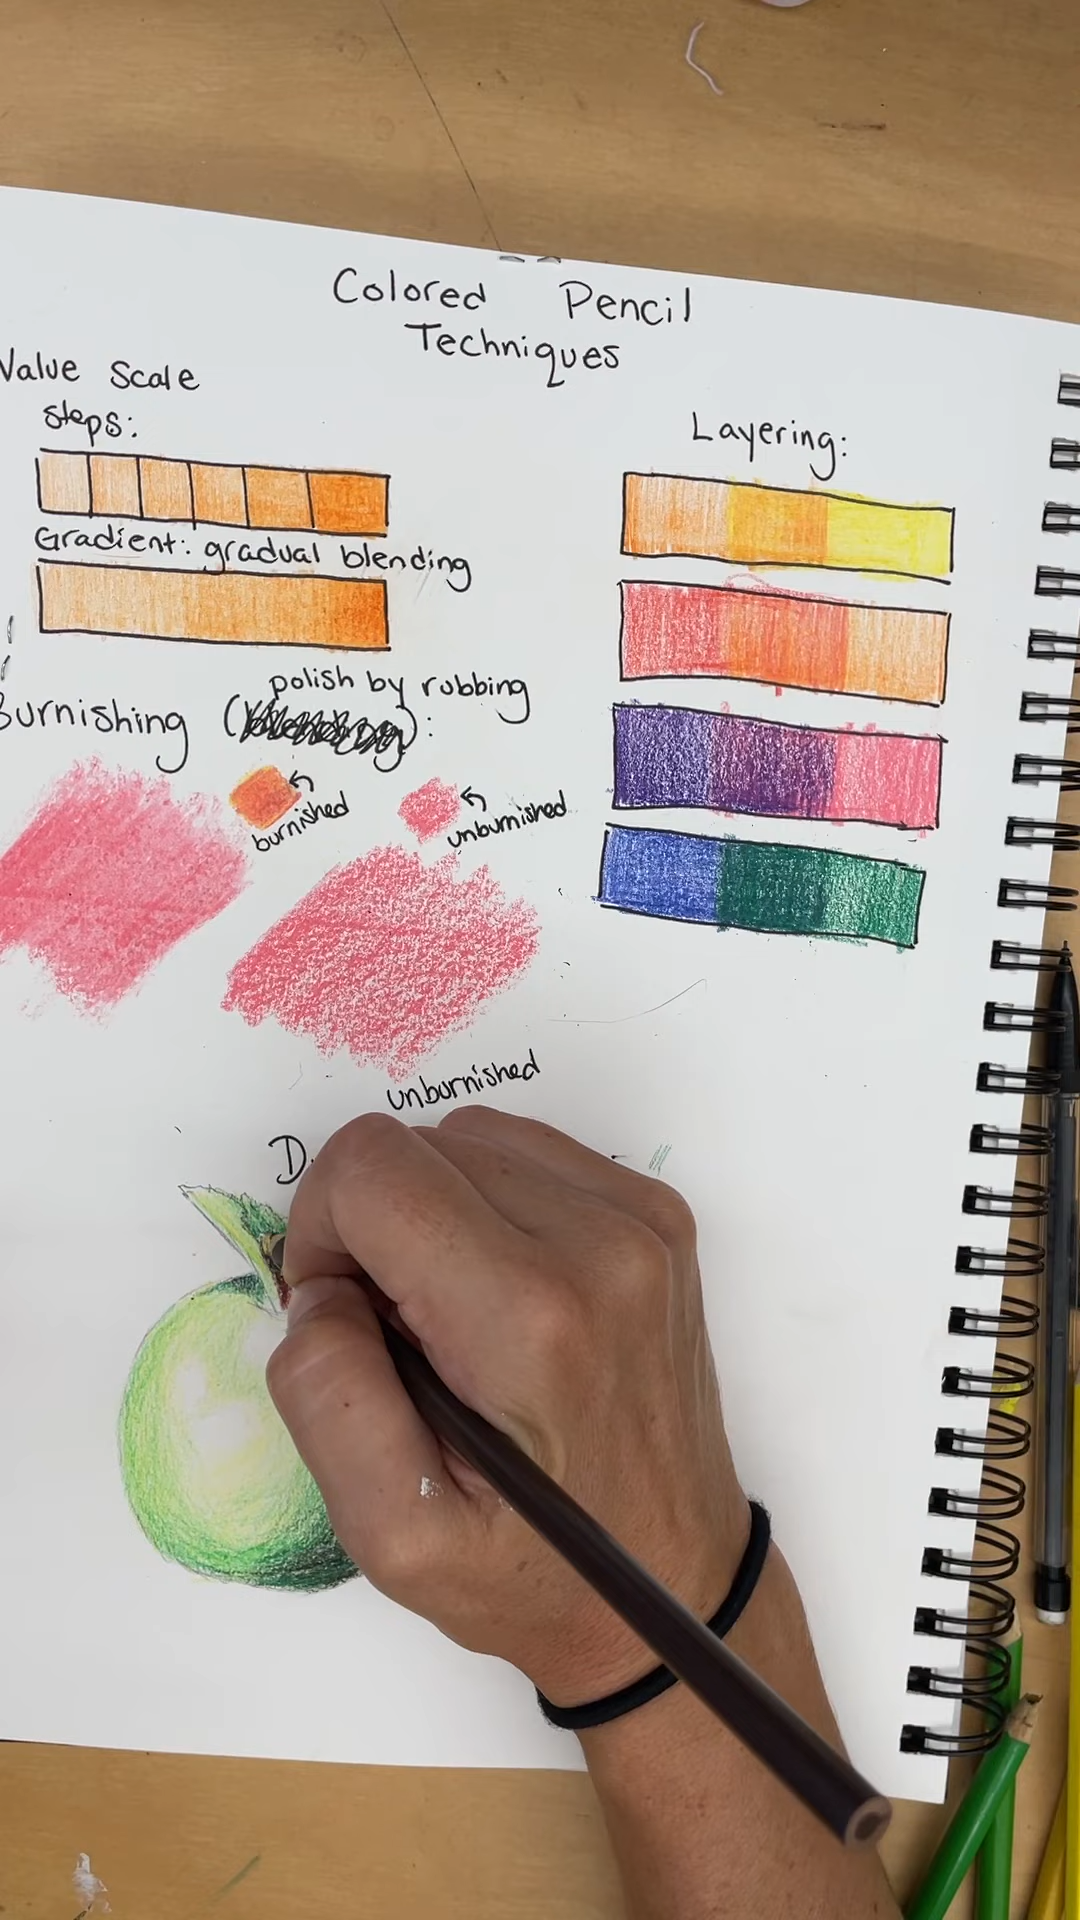 Colored Pencil
Techniques
Value Scale
Steps:
Gradient: gradual blending
polish by rubbing
Burnishing ( ):
burnished
unburnished
unburnished
Layering: